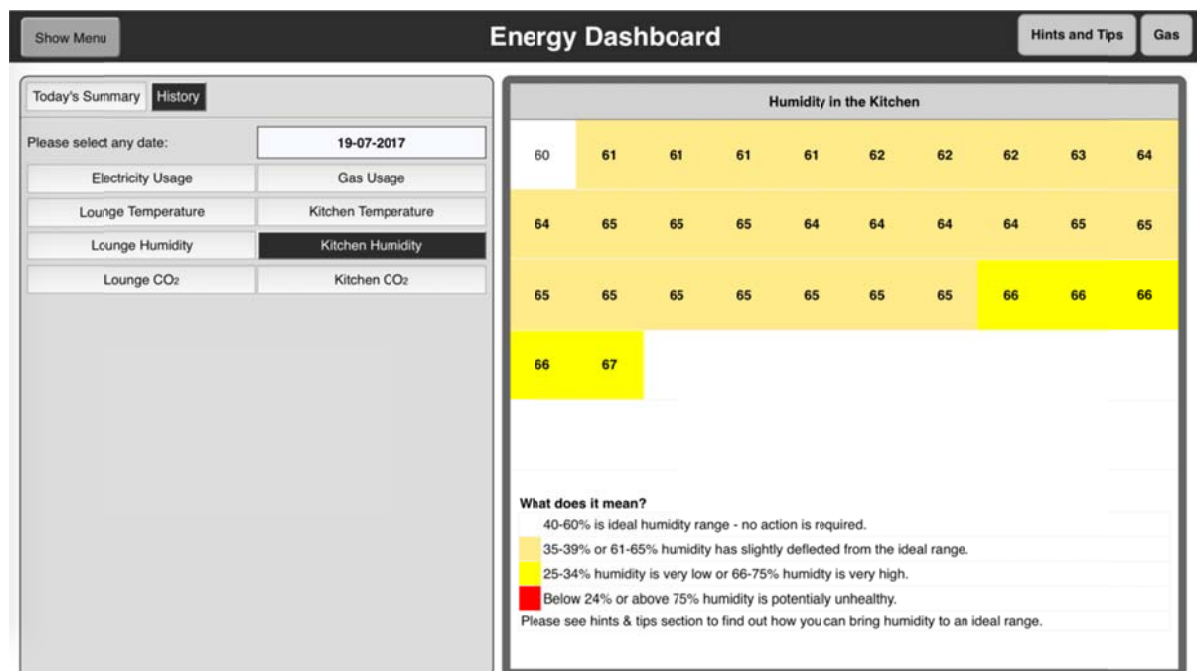 Show Menu
Energy Dashboard
Hints and Tips
Gas
Today's Summary
History
Please select any date:
19-07-2017
Electricity Usage
Gas Usage
Lounge Temperature
Kitchen Temperature
Lounge Humidity
Kitchen Humidity
Lounge CO2
Kitchen CO2
Humidity in the Kitchen
60 61 61 61 61 62 62 62 63 64
64 65 65 65 64 64 64 64 65 65
65 65 65 65 65 65 65 66 66 66
66 67
What does it mean?
40-60% is ideal humidity range - no action is required.
35-39% or 61-65% humidity has slightly deflected from the ideal range.
25-34% humidity is very low or 66-75% humidty is very high.
Below 24% or above 75% humidity is potentialy unhealthy.
Please see hints & tips section to find out how you can bring humidity to an ideal range.